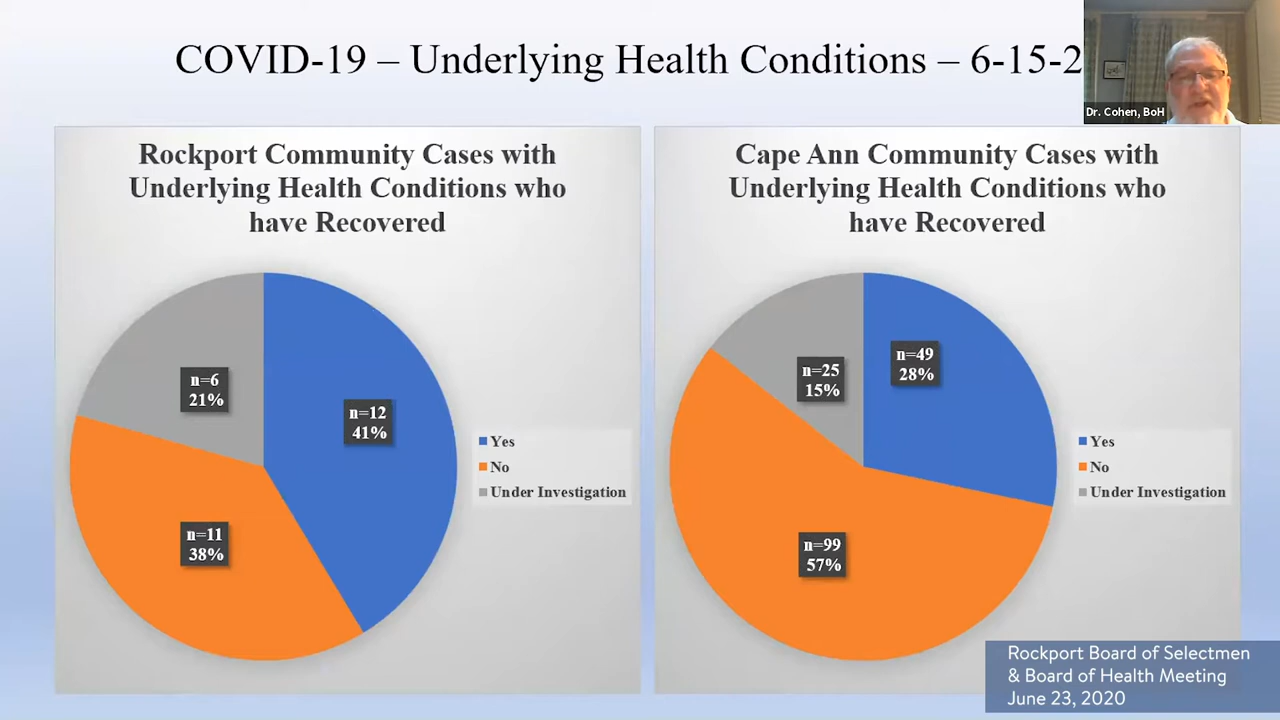 COVID-19 – Underlying Health Conditions – 6-15-2
Dr. Cohen, BoH
Rockport Community Cases with
Underlying Health Conditions who
have Recovered
n=6
21%
n=12
41%
n=11
38%
Yes
No
Under Investigation
Cape Ann Community Cases with
Underlying Health Conditions who
have Recovered
n=25
15%
n=49
28%
n=99
57%
Yes
No
Under Investigation
Rockport Board of Selectmen
& Board of Health Meeting
June 23, 2020